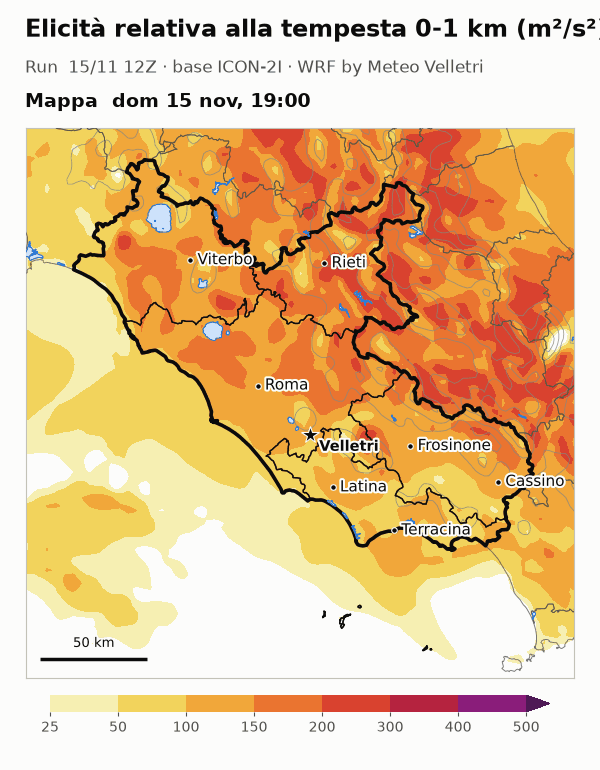 Elicità relativa alla tempesta 0-1 km (m²/s²)
Run  15/11 12Z · base ICON-2I · WRF by Meteo Velletri
Mappa  dom 15 nov, 19:00
Viterbo
Rieti
Roma
Velletri
Frosinone
Cassino
Latina
Terracina
50 km
25 50 100 150 200 300 400 500